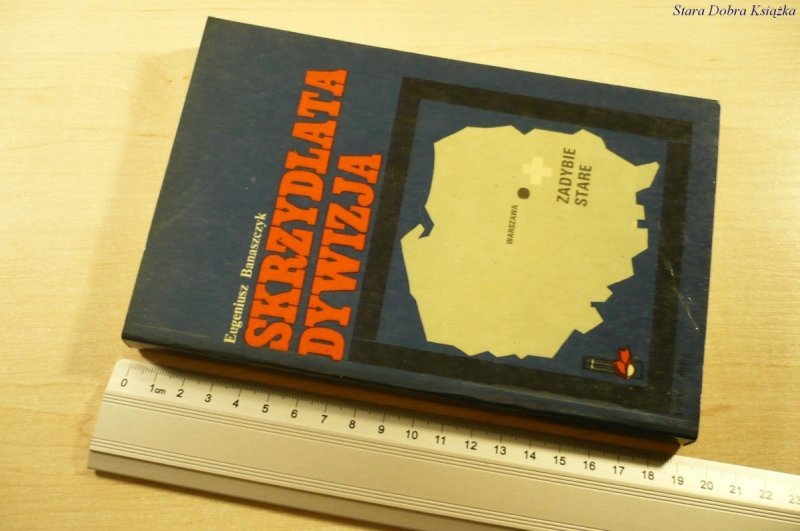 Stara Dobra Książka
Eugeniusz Banaszczyk
SKRZYDLATA
DYWIZJA
WARSZAWA
ZADYBIE
STARE
0 1cm 2 3 4 5 6 7 8 9 10 11 12 13 14 15 16 17 18 19 20 21 22 23